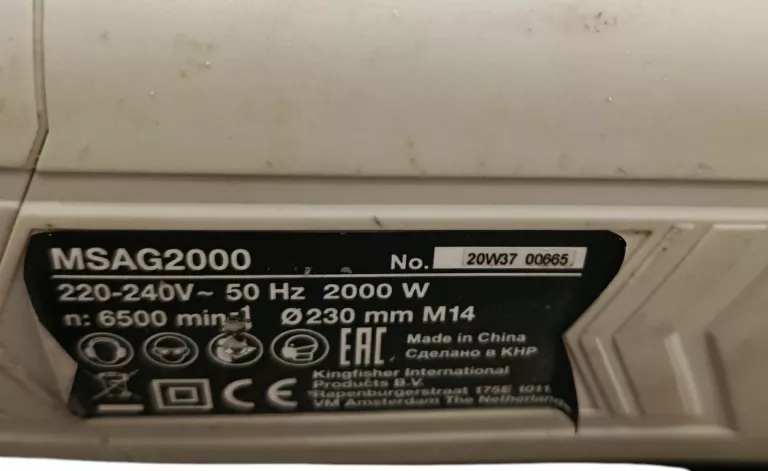 MSAG2000 No. 20W37 00665
220-240V~ 50 Hz 2000 W
n: 6500 min-1 Ø230 mm M14
EAC Made in China
Сделано в КНР
Kingfisher International
Products B.V.
Rapenburgerstraat 175E 1011
VM Amsterdam The Netherlands
CE